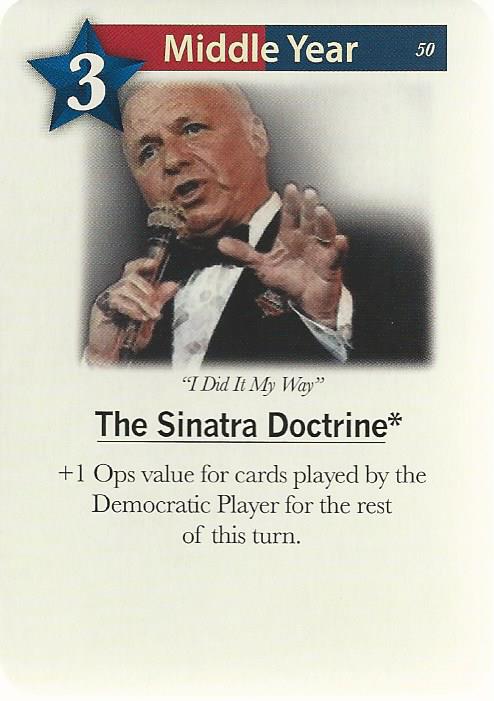 3
Middle Year
50
"I Did It My Way"
The Sinatra Doctrine*
+1 Ops value for cards played by the
Democratic Player for the rest
of this turn.